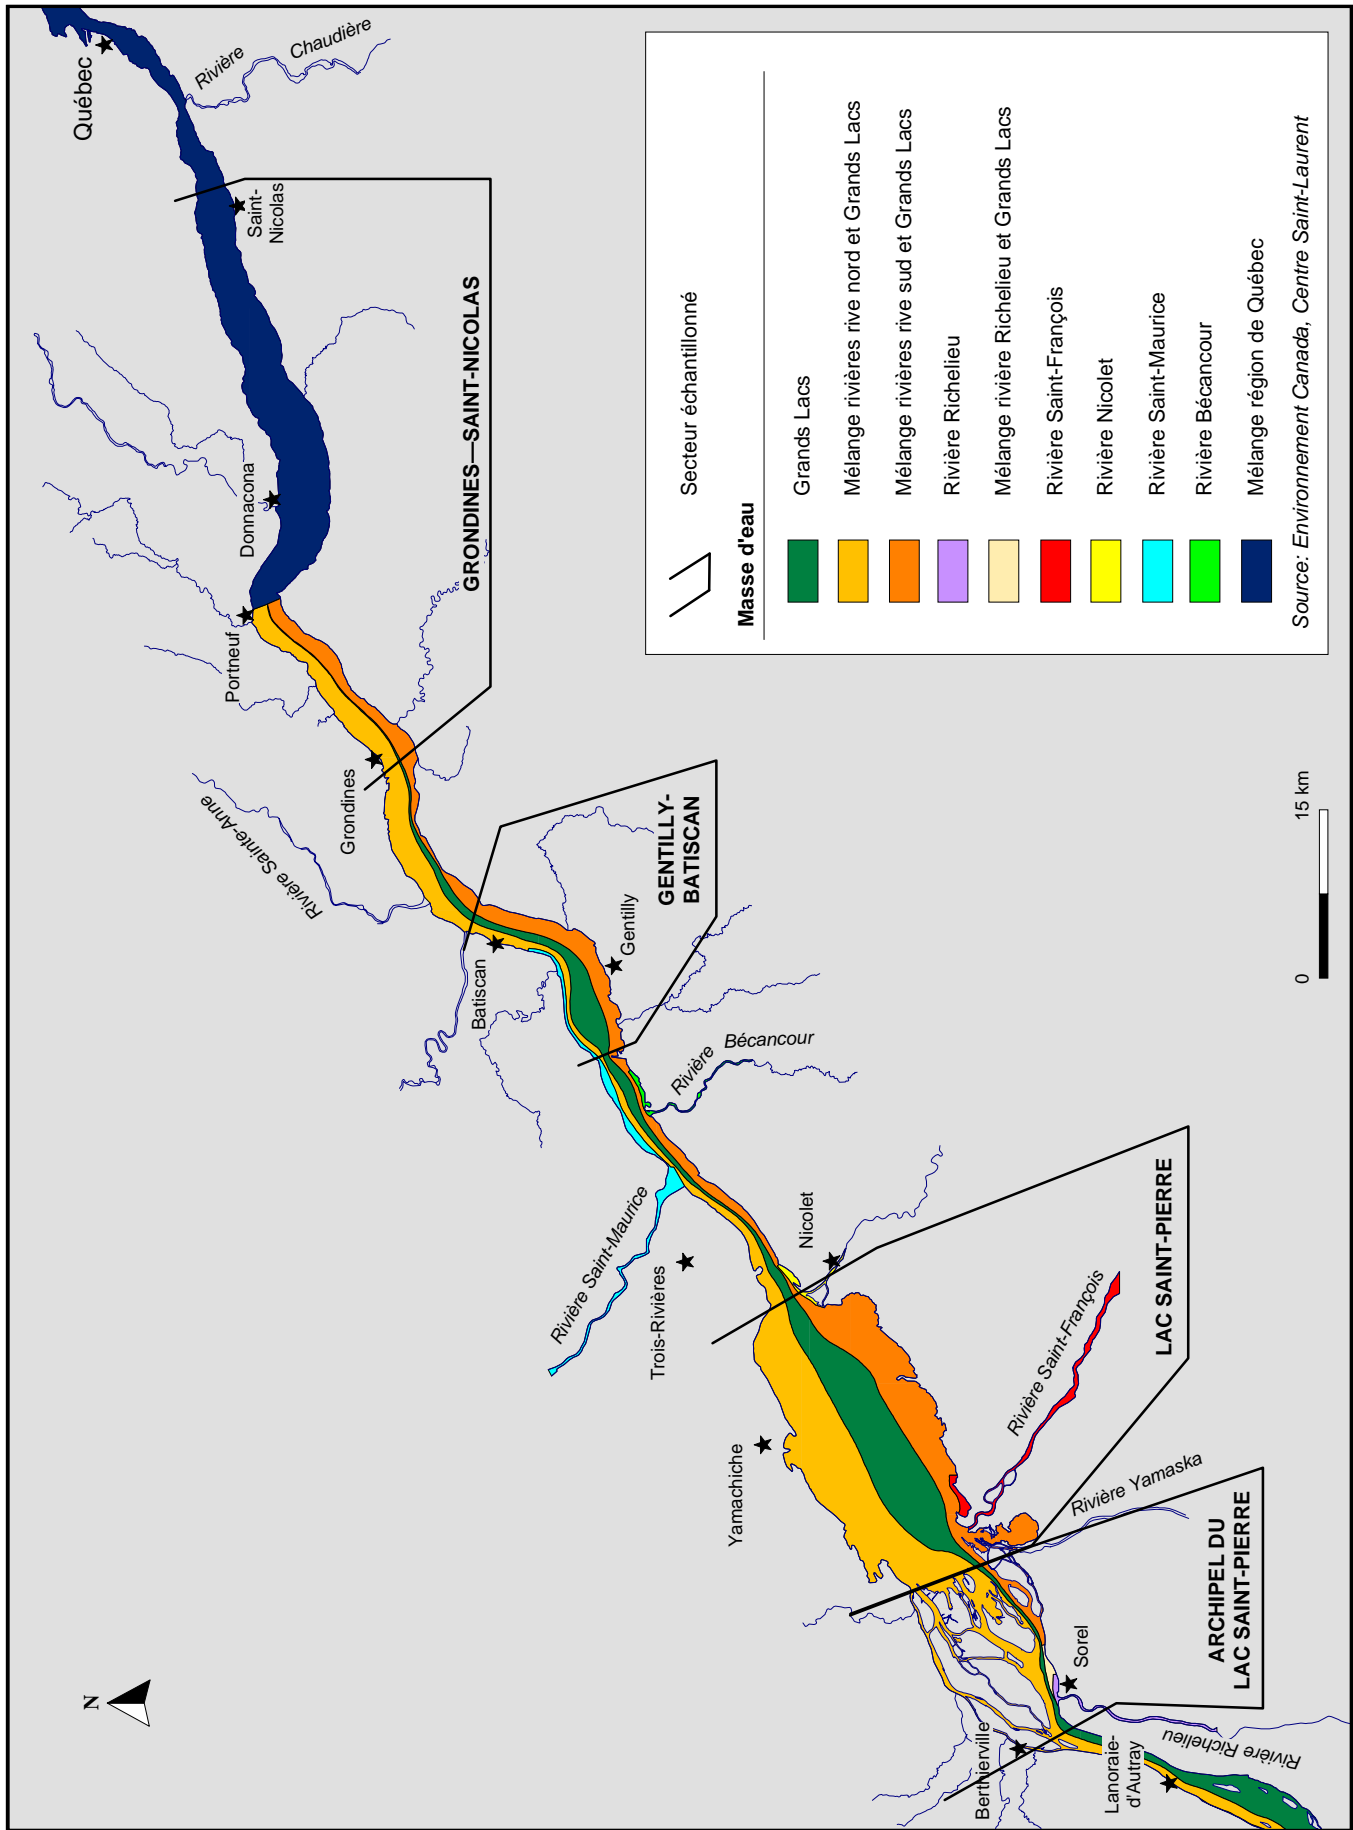 Québec
Rivière
Chaudière
Saint-
Nicolas
GRONDINES—SAINT-NICOLAS
Donnacona
Portneuf
Grondines
Rivière Sainte-Anne
GENTILLY-
BATISCAN
Gentilly
Batiscan
Rivière
Bécancour
Rivière Saint-Maurice
Trois-Rivières
Nicolet
LAC SAINT-PIERRE
Rivière Saint-François
Yamachiche
Rivière Yamaska
ARCHIPEL DU
LAC SAINT-PIERRE
Sorel
Berthierville
Lanoraie-
d'Autray
Rivière Richelieu
N
0
15 km
Secteur échantillonné
Masse d'eau
Grands Lacs
Mélange rivières rive nord et Grands Lacs
Mélange rivières rive sud et Grands Lacs
Rivière Richelieu
Mélange rivière Richelieu et Grands Lacs
Rivière Saint-François
Rivière Nicolet
Rivière Saint-Maurice
Rivière Bécancour
Mélange région de Québec
Source: Environnement Canada, Centre Saint-Laurent